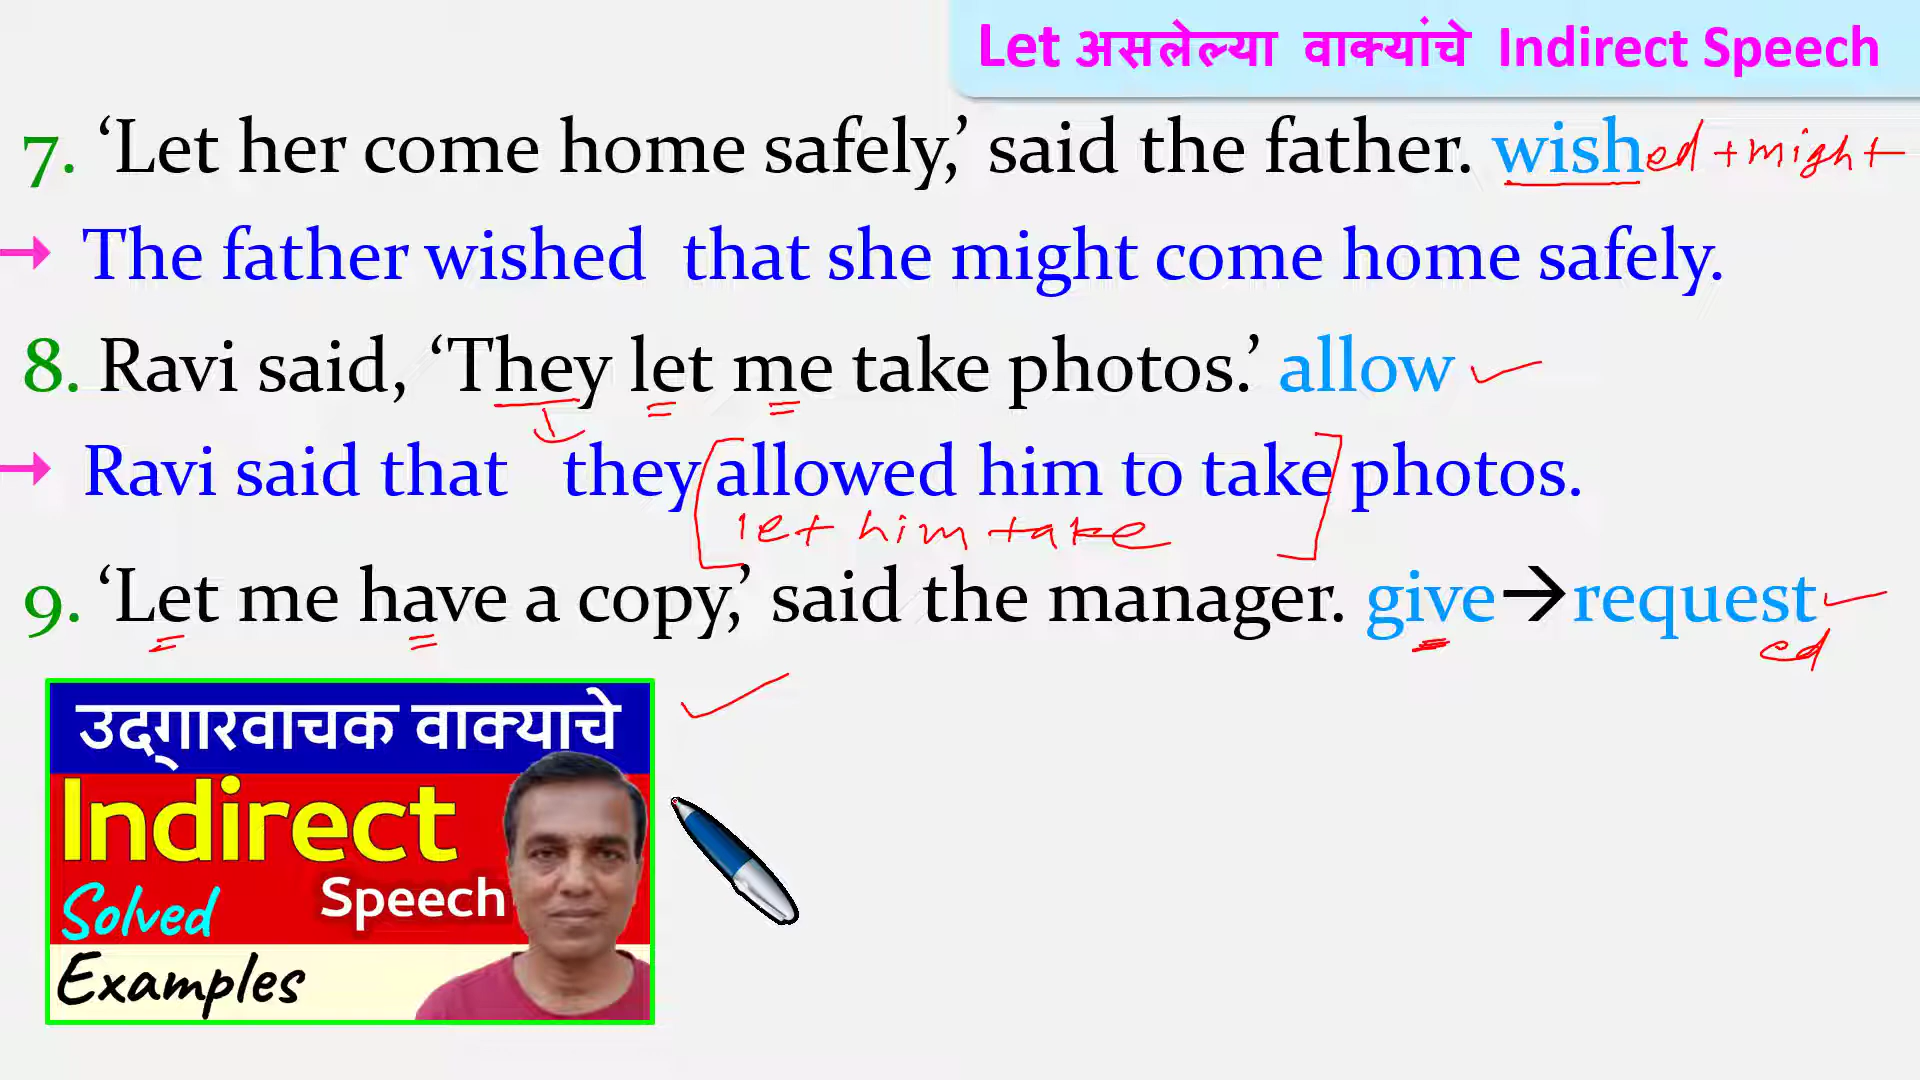 Let असलेल्या वाक्यांचे Indirect Speech
7. ‘Let her come home safely,’ said the father. wished + might
→ The father wished that she might come home safely.
8. Ravi said, ‘They let me take photos.’ allow
→ Ravi said that they allowed him to take photos.
let him take
9. ‘Let me have a copy,’ said the manager. give→request
ed
उद्गारवाचक वाक्याचे
Indirect
Speech
Solved
Examples